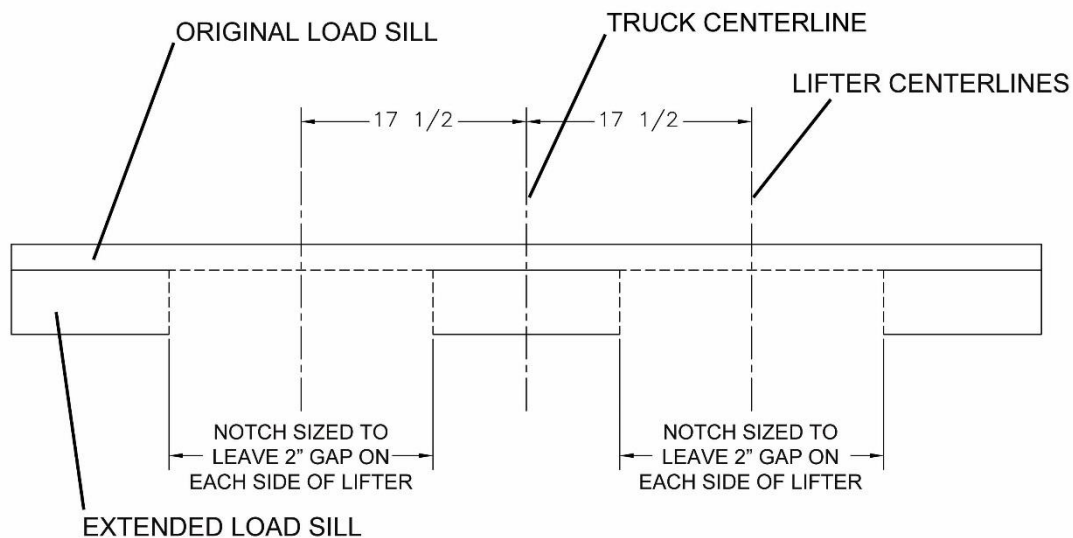 ORIGINAL LOAD SILL
TRUCK CENTERLINE
LIFTER CENTERLINES
17 1/2
17 1/2
NOTCH SIZED TO
LEAVE 2" GAP ON
EACH SIDE OF LIFTER
NOTCH SIZED TO
LEAVE 2" GAP ON
EACH SIDE OF LIFTER
EXTENDED LOAD SILL